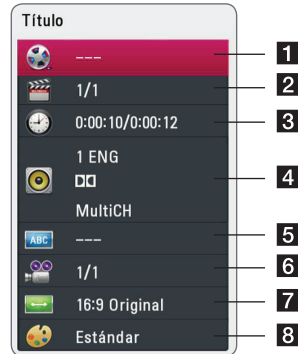 Título
--- 1
1/1 2
0:00:10/0:00:12 3
1 ENG
DD
MultiCH 4
ABC --- 5
1/1 6
16:9 Original 7
Estándar 8